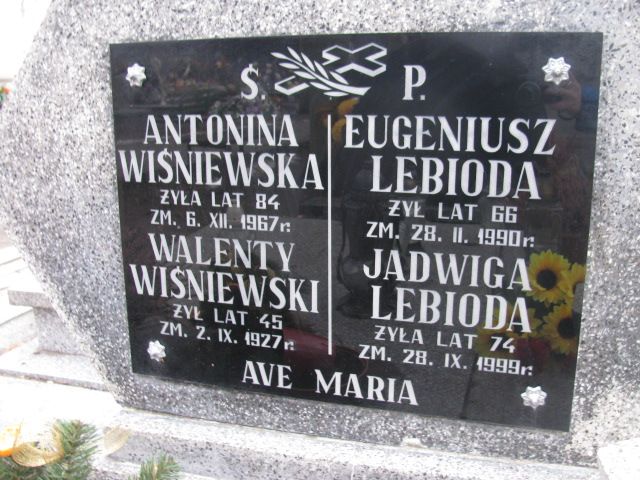 Ś P.
ANTONINA
WIŚNIEWSKA
ŻYŁA LAT 84
ZM. 6. XII. 1967r.
WALENTY
WIŚNIEWSKI
ŻYŁ LAT 45
ZM. 2. IX. 1927r.
EUGENIUSZ
LEBIODA
ŻYŁ LAT 66
ZM. 28. II. 1990r.
JADWIGA
LEBIODA
ŻYŁA LAT 74
ZM. 28. IX. 1999r.
AVE MARIA